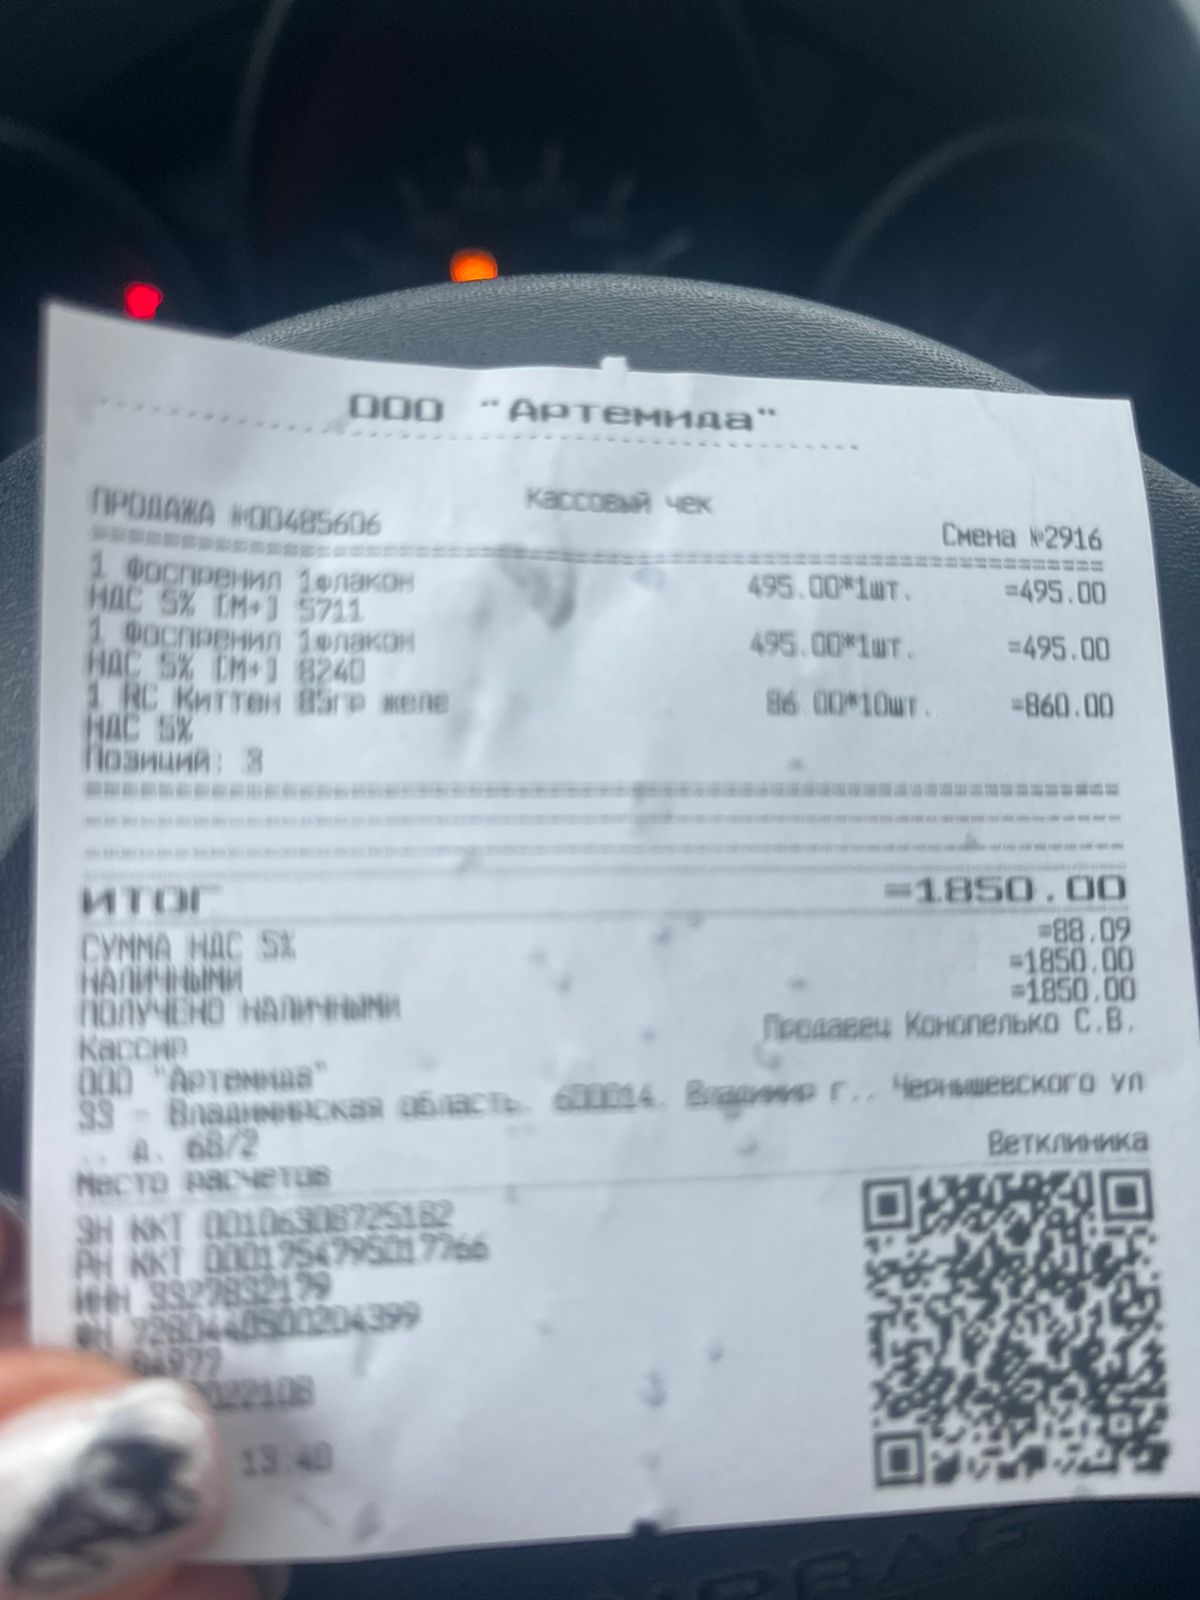 ООО "Артемида"
Кассовый чек
ПРОДАЖА №00485606 Смена №2916
1 Фоспренил 1флакон 495.00*1шт. =495.00
НДС 5% [М+] 5711
1 Фоспренил 1флакон 495.00*1шт. =495.00
НДС 5% [М+] 8240
1 RC Киттен 85гр желе 86.00*10шт. =860.00
НДС 5%
Позиций: 3
ИТОГ =1850.00
СУММА НДС 5% =88.09
НАЛИЧНЫМИ =1850.00
ПОЛУЧЕНО НАЛИЧНЫМИ =1850.00
Кассир Продавец Конопелько С.В.
ООО "Артемида"
33 - Владимирская область, 600014, Владимир г., Чернышевского ул
., д. 68/2
Место расчетов Ветклиника
ЗН ККТ 00106308725182
РН ККТ 0001754795017766
ИНН 3327832179
ФН 7280440500204399
13:40